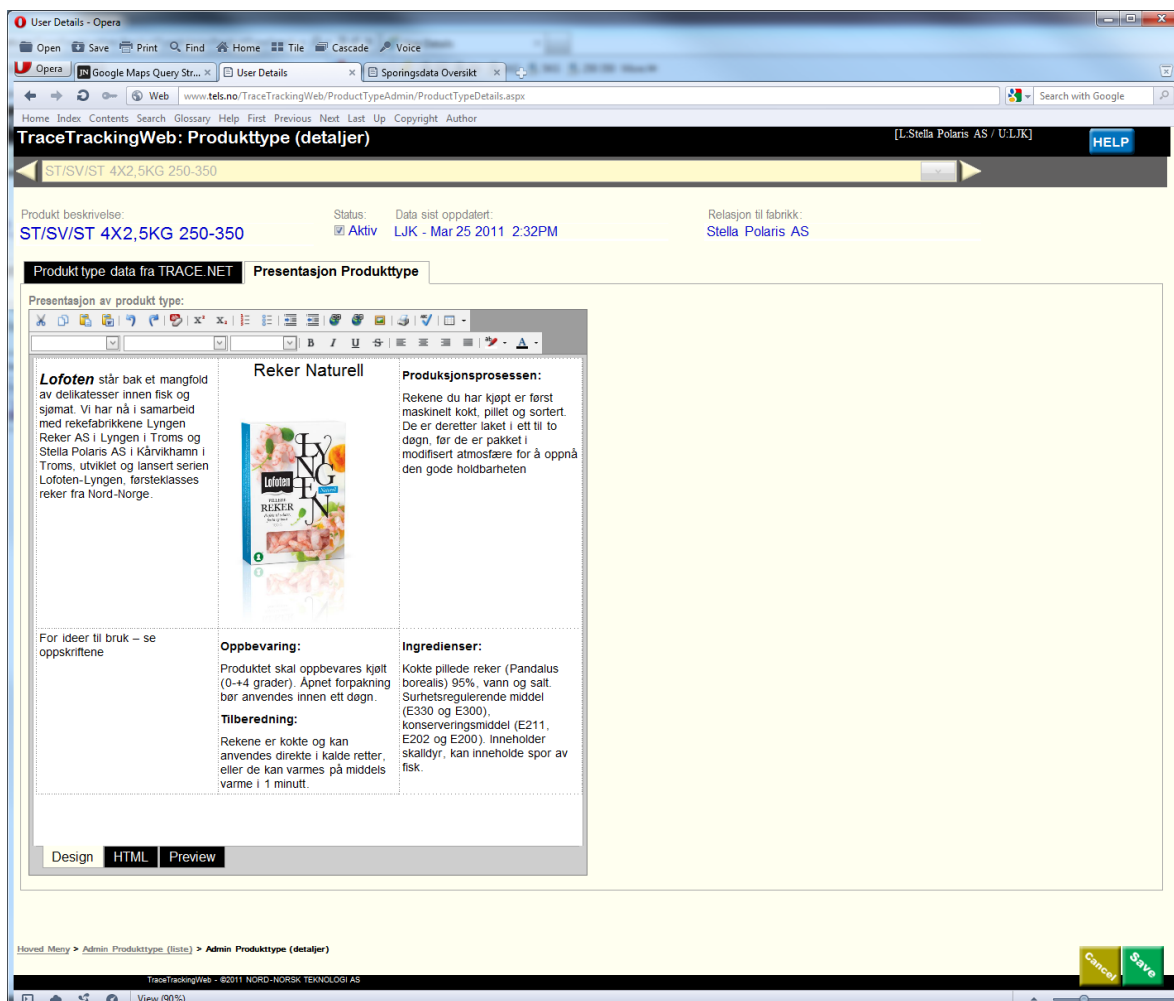 User Details - Opera
Open Save Print Find Home Tile Cascade Voice
Opera Google Maps Query Str... User Details Sporingsdata Oversikt
Web www.tels.no/TraceTrackingWeb/ProductTypeAdmin/ProductTypeDetails.aspx Search with Google
Home Index Contents Search Glossary Help First Previous Next Last Up Copyright Author
TraceTrackingWeb: Produkttype (detaljer) [L:Stella Polaris AS / U:LJK] HELP
ST/SV/ST 4X2,5KG 250-350
Produkt beskrivelse: Status: Data sist oppdatert: Relasjon til fabrikk:
ST/SV/ST 4X2,5KG 250-350 Aktiv LJK - Mar 25 2011 2:32PM Stella Polaris AS
Produkt type data fra TRACE.NET Presentasjon Produkttype
Presentasjon av produkt type:
Lofoten står bak et mangfold
av delikatesser innen fisk og
sjømat. Vi har nå i samarbeid
med rekefabrikkene Lyngen
Reker AS i Lyngen i Troms og
Stella Polaris AS i Kårvikhamn i
Troms, utviklet og lansert serien
Lofoten-Lyngen, førsteklasses
reker fra Nord-Norge.
Reker Naturell
LYNGEN
Lofoten
Naturell
PILLEDE
REKER
Produksjonsprosessen:
Rekene du har kjøpt er først
maskinelt kokt, pillet og sortert.
De er deretter laket i ett til to
døgn, før de er pakket i
modifisert atmosfære for å oppnå
den gode holdbarheten
For ideer til bruk – se
oppskriftene
Oppbevaring:
Produktet skal oppbevares kjølt
(0-+4 grader). Åpnet forpakning
bør anvendes innen ett døgn.
Tilberedning:
Rekene er kokte og kan
anvendes direkte i kalde retter,
eller de kan varmes på middels
varme i 1 minutt.
Ingredienser:
Kokte pillede reker (Pandalus
borealis) 95%, vann og salt.
Surhetsregulerende middel
(E330 og E300),
konserveringsmiddel (E211,
E202 og E200). Inneholder
skalldyr, kan inneholde spor av
fisk.
Design HTML Preview
Hoved Meny > Admin Produkttype (liste) > Admin Produkttype (detaljer)
Cancel Save
TraceTrackingWeb - ©2011 NORD-NORSK TEKNOLOGI AS
View (90%)